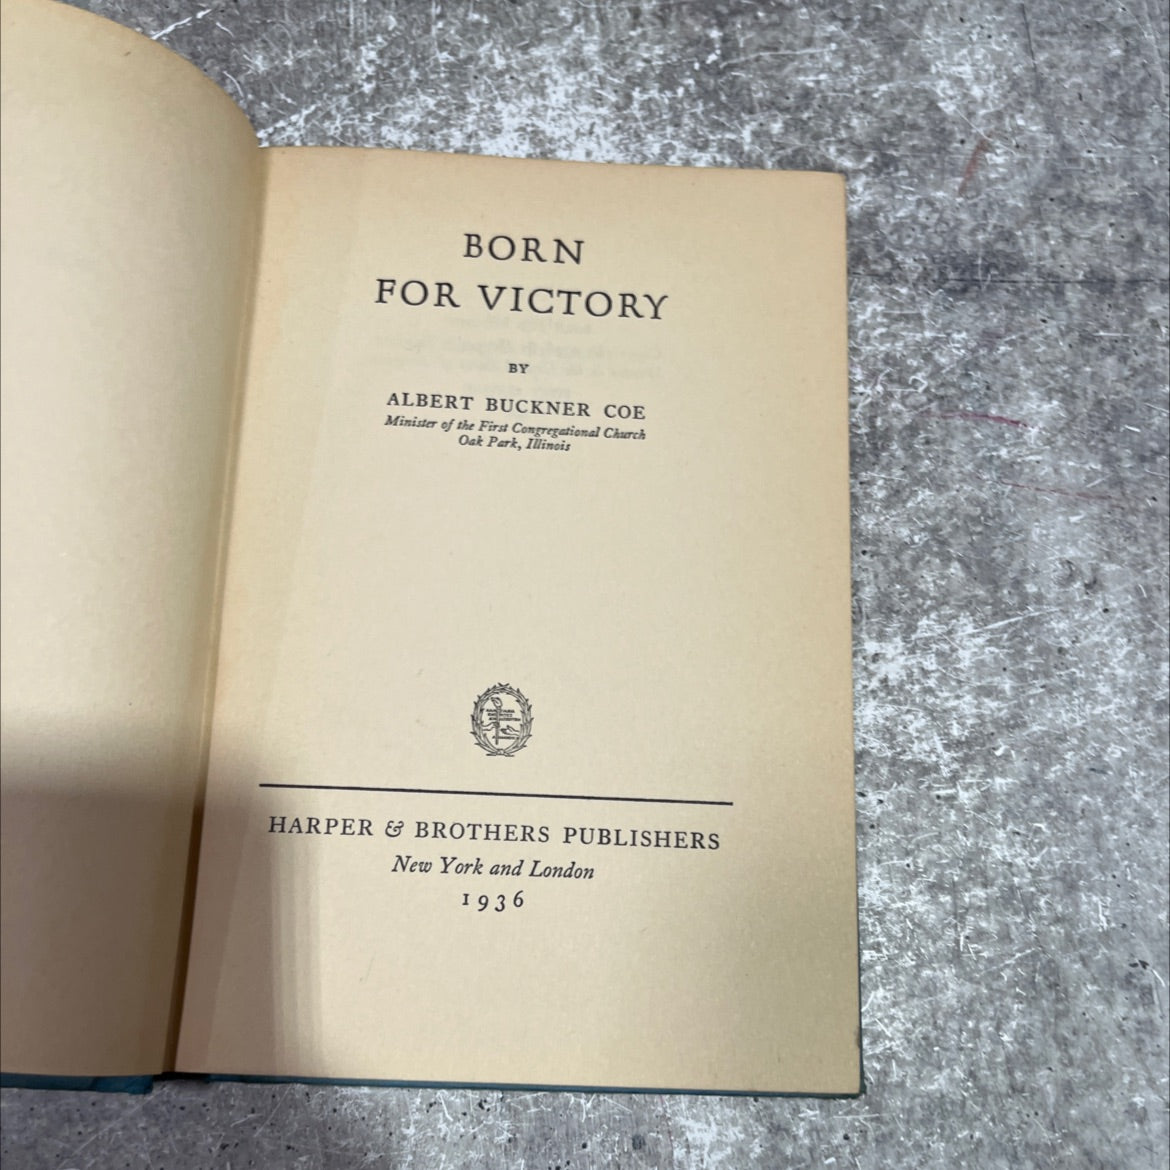 BORN
FOR VICTORY
BY
ALBERT BUCKNER COE
Minister of the First Congregational Church
Oak Park, Illinois
HARPER & BROTHERS PUBLISHERS
New York and London
1936